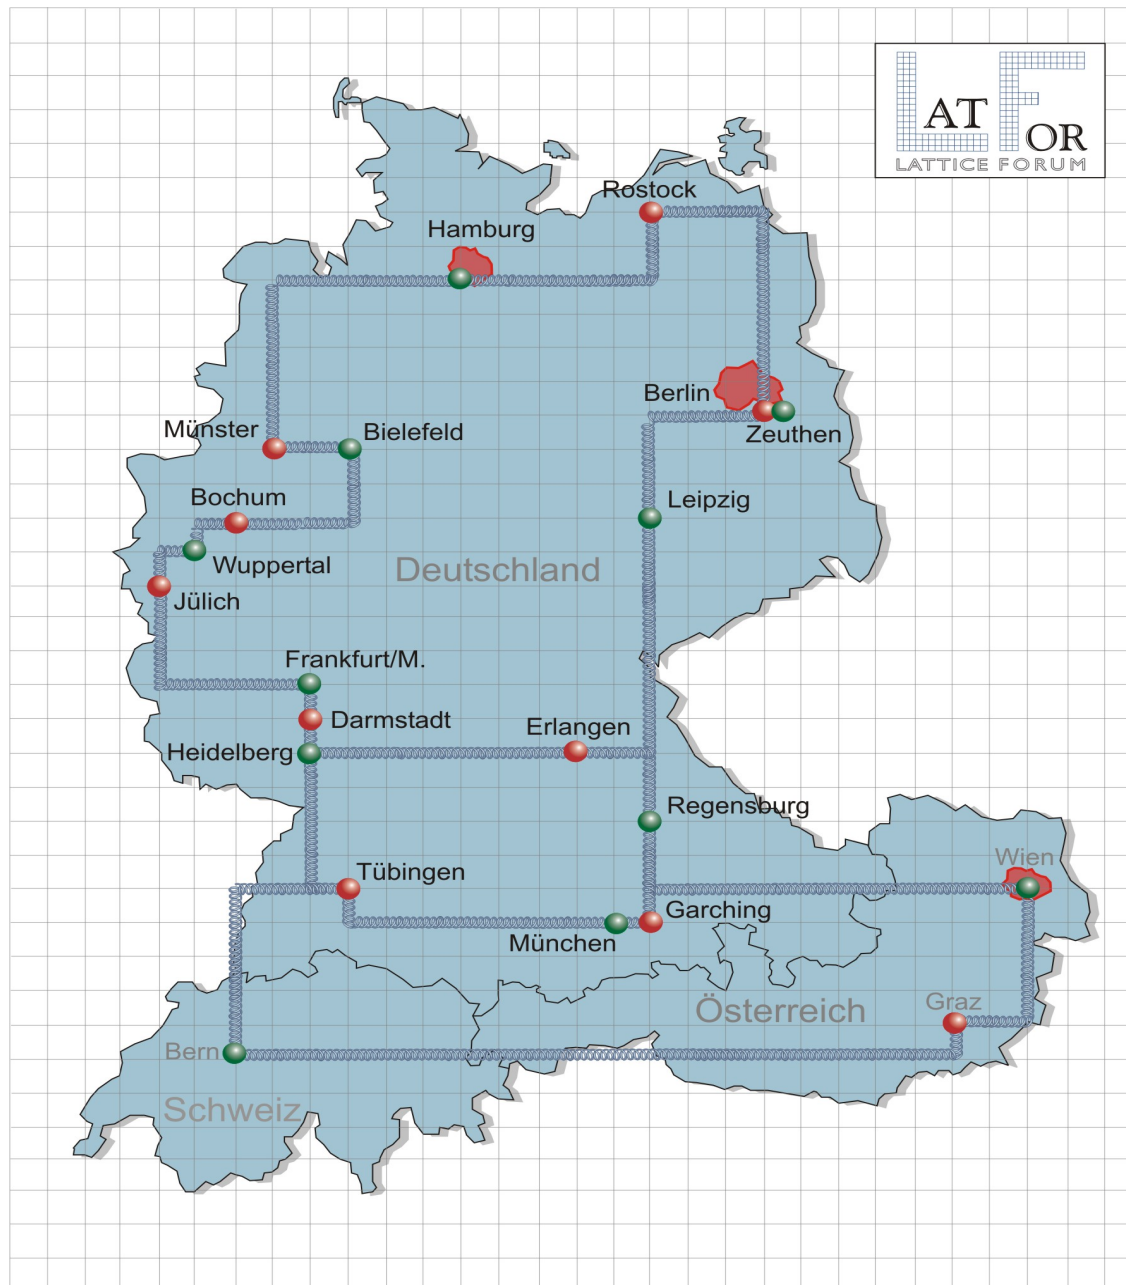 LAT FOR
LATTICE FORUM
Rostock
Hamburg
Berlin
Zeuthen
Münster
Bielefeld
Bochum
Leipzig
Wuppertal
Deutschland
Jülich
Frankfurt/M.
Darmstadt
Erlangen
Heidelberg
Regensburg
Wien
Tübingen
Garching
München
Österreich
Graz
Bern
Schweiz